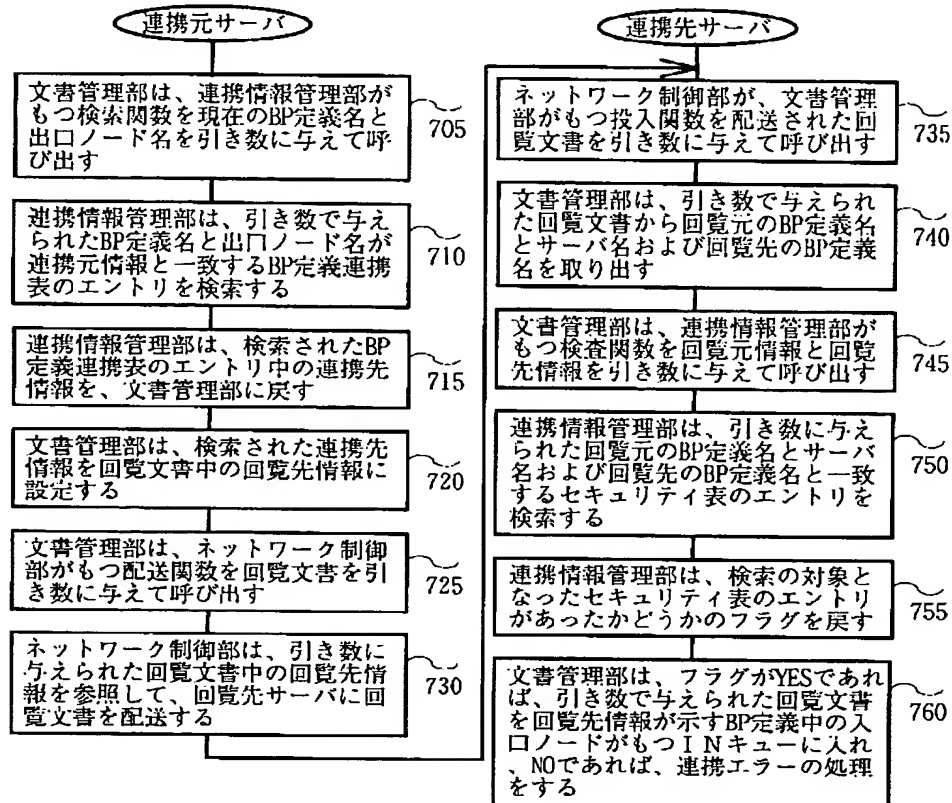 連携元サーバ
文書管理部は、連携情報管理部が
もつ検索関数を現在のBP定義名と
出口ノード名を引き数に与えて呼
び出す
705
連携情報管理部は、引き数で与え
られたBP定義名と出口ノード名が
連携元情報と一致するBP定義連携
表のエントリを検索する
710
連携情報管理部は、検索されたBP
定義連携表のエントリ中の連携先
情報を、文書管理部に戻す
715
文書管理部は、検索された連携先
情報を回覧文書中の回覧先情報に
設定する
720
文書管理部は、ネットワーク制御
部がもつ配送関数を回覧文書を引
き数に与えて呼び出す
725
ネットワーク制御部は、引き数に
与えられた回覧文書中の回覧先情
報を参照して、回覧先サーバに回
覧文書を配送する
730
連携先サーバ
ネットワーク制御部が、文書管理
部がもつ投入関数を配送された回
覧文書を引き数に与えて呼び出す
735
文書管理部は、引き数で与えられ
た回覧文書から回覧元のBP定義名
とサーバ名および回覧先のBP定義
名を取り出す
740
文書管理部は、連携情報管理部が
もつ検査関数を回覧元情報と回覧
先情報を引き数に与えて呼び出す
745
連携情報管理部は、引き数に与え
られた回覧元のBP定義名とサーバ
名および回覧先のBP定義名と一致
するセキュリティ表のエントリを
検索する
750
連携情報管理部は、検索の対象と
なったセキュリティ表のエントリ
があったかどうかのフラグを戻す
755
文書管理部は、フラグがYESであれ
ば、引き数で与えられた回覧文書
を回覧先情報が示すBP定義中の入
口ノードがもつINキューに入れ
、NOであれば、連携エラーの処理
をする
760